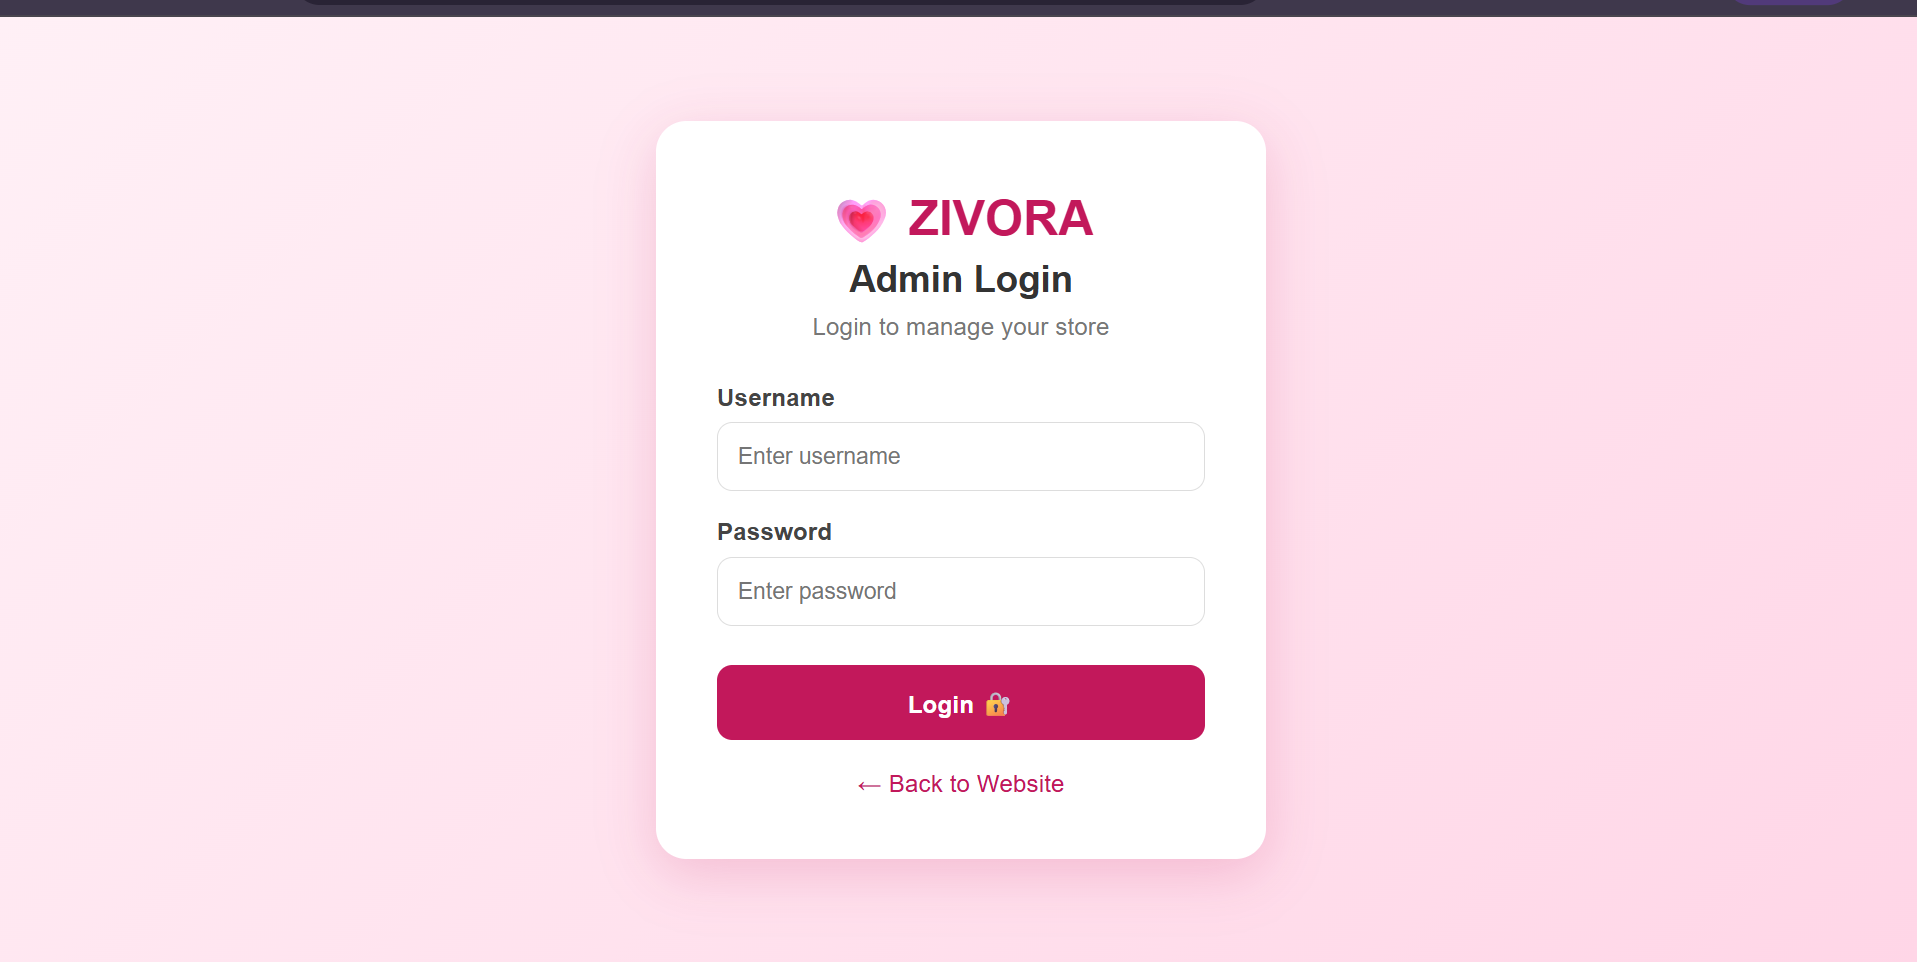 ZIVORA
Admin Login
Login to manage your store
Username
Enter username
Password
Enter password
Login
← Back to Website